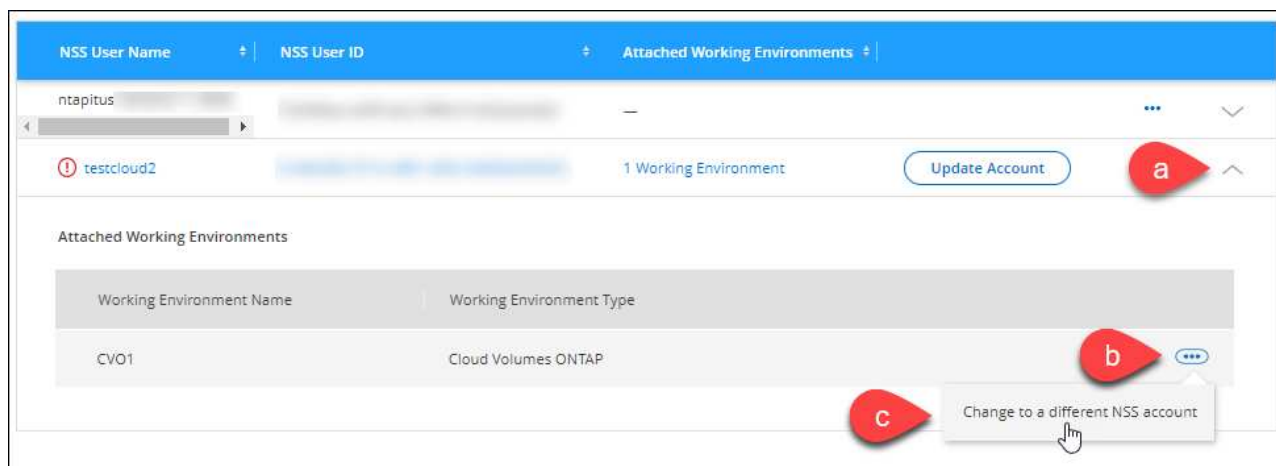 NSS User Name NSS User ID Attached Working Environments
ntapitus —
testcloud2 1 Working Environment Update Account a
Attached Working Environments
Working Environment Name Working Environment Type
CVO1 Cloud Volumes ONTAP b
c Change to a different NSS account